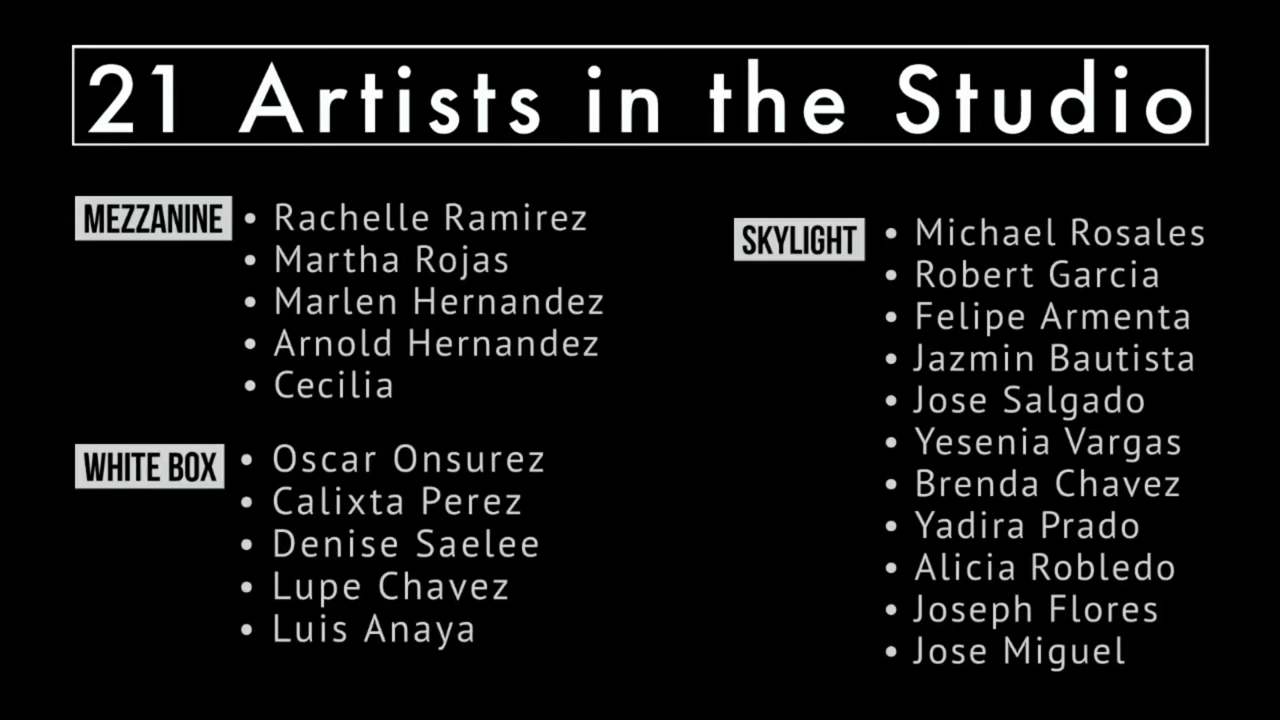 21 Artists in the Studio
MEZZANINE
• Rachelle Ramirez
• Martha Rojas
• Marlen Hernandez
• Arnold Hernandez
• Cecilia
WHITE BOX
• Oscar Onsurez
• Calixta Perez
• Denise Saelee
• Lupe Chavez
• Luis Anaya
SKYLIGHT
• Michael Rosales
• Robert Garcia
• Felipe Armenta
• Jazmin Bautista
• Jose Salgado
• Yesenia Vargas
• Brenda Chavez
• Yadira Prado
• Alicia Robledo
• Joseph Flores
• Jose Miguel